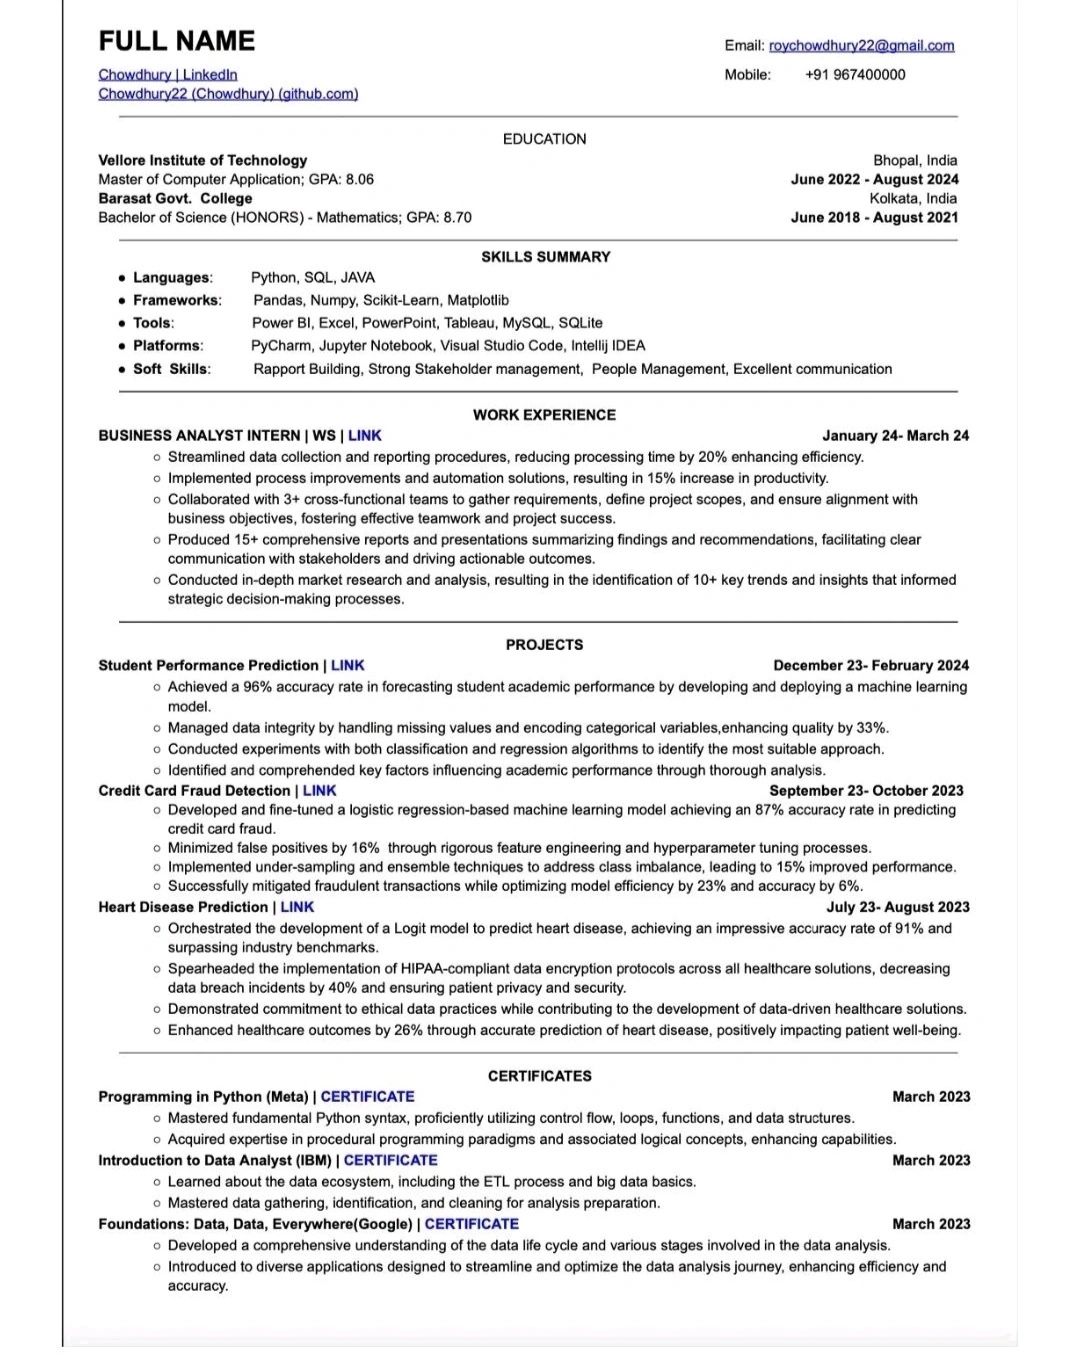 FULL NAME
Email: roychowdhury22@gmail.com
Chowdhury | LinkedIn
Mobile: +91 967400000
Chowdhury22 (Chowdhury) (github.com)
EDUCATION
Vellore Institute of Technology Bhopal, India
Master of Computer Application; GPA: 8.06 June 2022 - August 2024
Barasat Govt. College Kolkata, India
Bachelor of Science (HONORS) - Mathematics; GPA: 8.70 June 2018 - August 2021
SKILLS SUMMARY
● Languages: Python, SQL, JAVA
● Frameworks: Pandas, Numpy, Scikit-Learn, Matplotlib
● Tools: Power BI, Excel, PowerPoint, Tableau, MySQL, SQLite
● Platforms: PyCharm, Jupyter Notebook, Visual Studio Code, Intellij IDEA
● Soft Skills: Rapport Building, Strong Stakeholder management, People Management, Excellent communication
WORK EXPERIENCE
BUSINESS ANALYST INTERN | WS | LINK January 24- March 24
○ Streamlined data collection and reporting procedures, reducing processing time by 20% enhancing efficiency.
○ Implemented process improvements and automation solutions, resulting in 15% increase in productivity.
○ Collaborated with 3+ cross-functional teams to gather requirements, define project scopes, and ensure alignment with
business objectives, fostering effective teamwork and project success.
○ Produced 15+ comprehensive reports and presentations summarizing findings and recommendations, facilitating clear
communication with stakeholders and driving actionable outcomes.
○ Conducted in-depth market research and analysis, resulting in the identification of 10+ key trends and insights that informed
strategic decision-making processes.
PROJECTS
Student Performance Prediction | LINK December 23- February 2024
○ Achieved a 96% accuracy rate in forecasting student academic performance by developing and deploying a machine learning
model.
○ Managed data integrity by handling missing values and encoding categorical variables,enhancing quality by 33%.
○ Conducted experiments with both classification and regression algorithms to identify the most suitable approach.
○ Identified and comprehended key factors influencing academic performance through thorough analysis.
Credit Card Fraud Detection | LINK September 23- October 2023
○ Developed and fine-tuned a logistic regression-based machine learning model achieving an 87% accuracy rate in predicting
credit card fraud.
○ Minimized false positives by 16% through rigorous feature engineering and hyperparameter tuning processes.
○ Implemented under-sampling and ensemble techniques to address class imbalance, leading to 15% improved performance.
○ Successfully mitigated fraudulent transactions while optimizing model efficiency by 23% and accuracy by 6%.
Heart Disease Prediction | LINK July 23- August 2023
○ Orchestrated the development of a Logit model to predict heart disease, achieving an impressive accuracy rate of 91% and
surpassing industry benchmarks.
○ Spearheaded the implementation of HIPAA-compliant data encryption protocols across all healthcare solutions, decreasing
data breach incidents by 40% and ensuring patient privacy and security.
○ Demonstrated commitment to ethical data practices while contributing to the development of data-driven healthcare solutions.
○ Enhanced healthcare outcomes by 26% through accurate prediction of heart disease, positively impacting patient well-being.
CERTIFICATES
Programming in Python (Meta) | CERTIFICATE March 2023
○ Mastered fundamental Python syntax, proficiently utilizing control flow, loops, functions, and data structures.
○ Acquired expertise in procedural programming paradigms and associated logical concepts, enhancing capabilities.
Introduction to Data Analyst (IBM) | CERTIFICATE March 2023
○ Learned about the data ecosystem, including the ETL process and big data basics.
○ Mastered data gathering, identification, and cleaning for analysis preparation.
Foundations: Data, Data, Everywhere(Google) | CERTIFICATE March 2023
○ Developed a comprehensive understanding of the data life cycle and various stages involved in the data analysis.
○ Introduced to diverse applications designed to streamline and optimize the data analysis journey, enhancing efficiency and
accuracy.